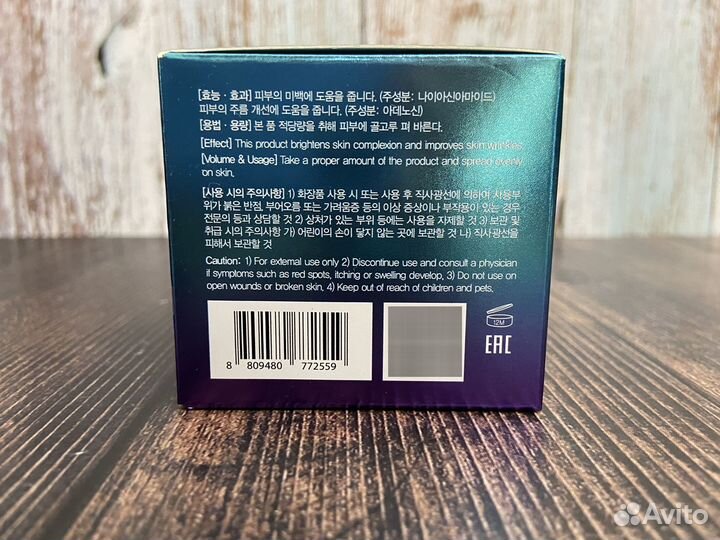 [효능 · 효과] 피부의 미백에 도움을 줍니다. (주성분: 나이아신아마이드)
피부의 주름 개선에 도움을 줍니다. (주성분: 아데노신)
[용법 · 용량] 본 품 적당량을 취해 피부에 골고루 펴 바른다.
[Effect] This product brightens skin complexion and improves skin wrinkles.
[Volume & Usage] Take a proper amount of the product and spread evenly
on skin.
[사용 시의 주의사항] 1) 화장품 사용 시 또는 사용 후 직사광선에 의하여 사용부
위가 붉은 반점, 부어오름 또는 가려움증 등의 이상 증상이나 부작용이 있는 경우
전문의 등과 상담할 것 2) 상처가 있는 부위 등에는 사용을 자제할 것 3) 보관 및
취급 시의 주의사항 가) 어린이의 손이 닿지 않는 곳에 보관할 것 나) 직사광선을
피해서 보관할 것
Caution: 1) For external use only 2) Discontinue use and consult a physician
if symptoms such as red spots, itching or swelling develop, 3) Do not use on
open wounds or broken skin, 4) Keep out of reach of children and pets.
8 809480 772559
12M
EAC
Avito